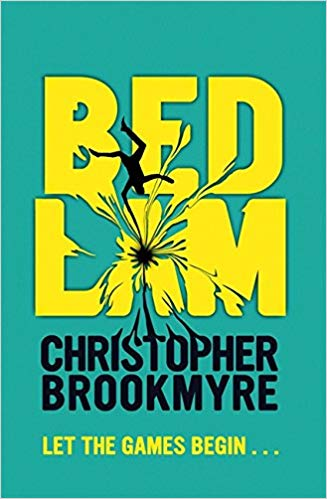 BED
LAM
CHRISTOPHER
BROOKMYRE
LET THE GAMES BEGIN . . .